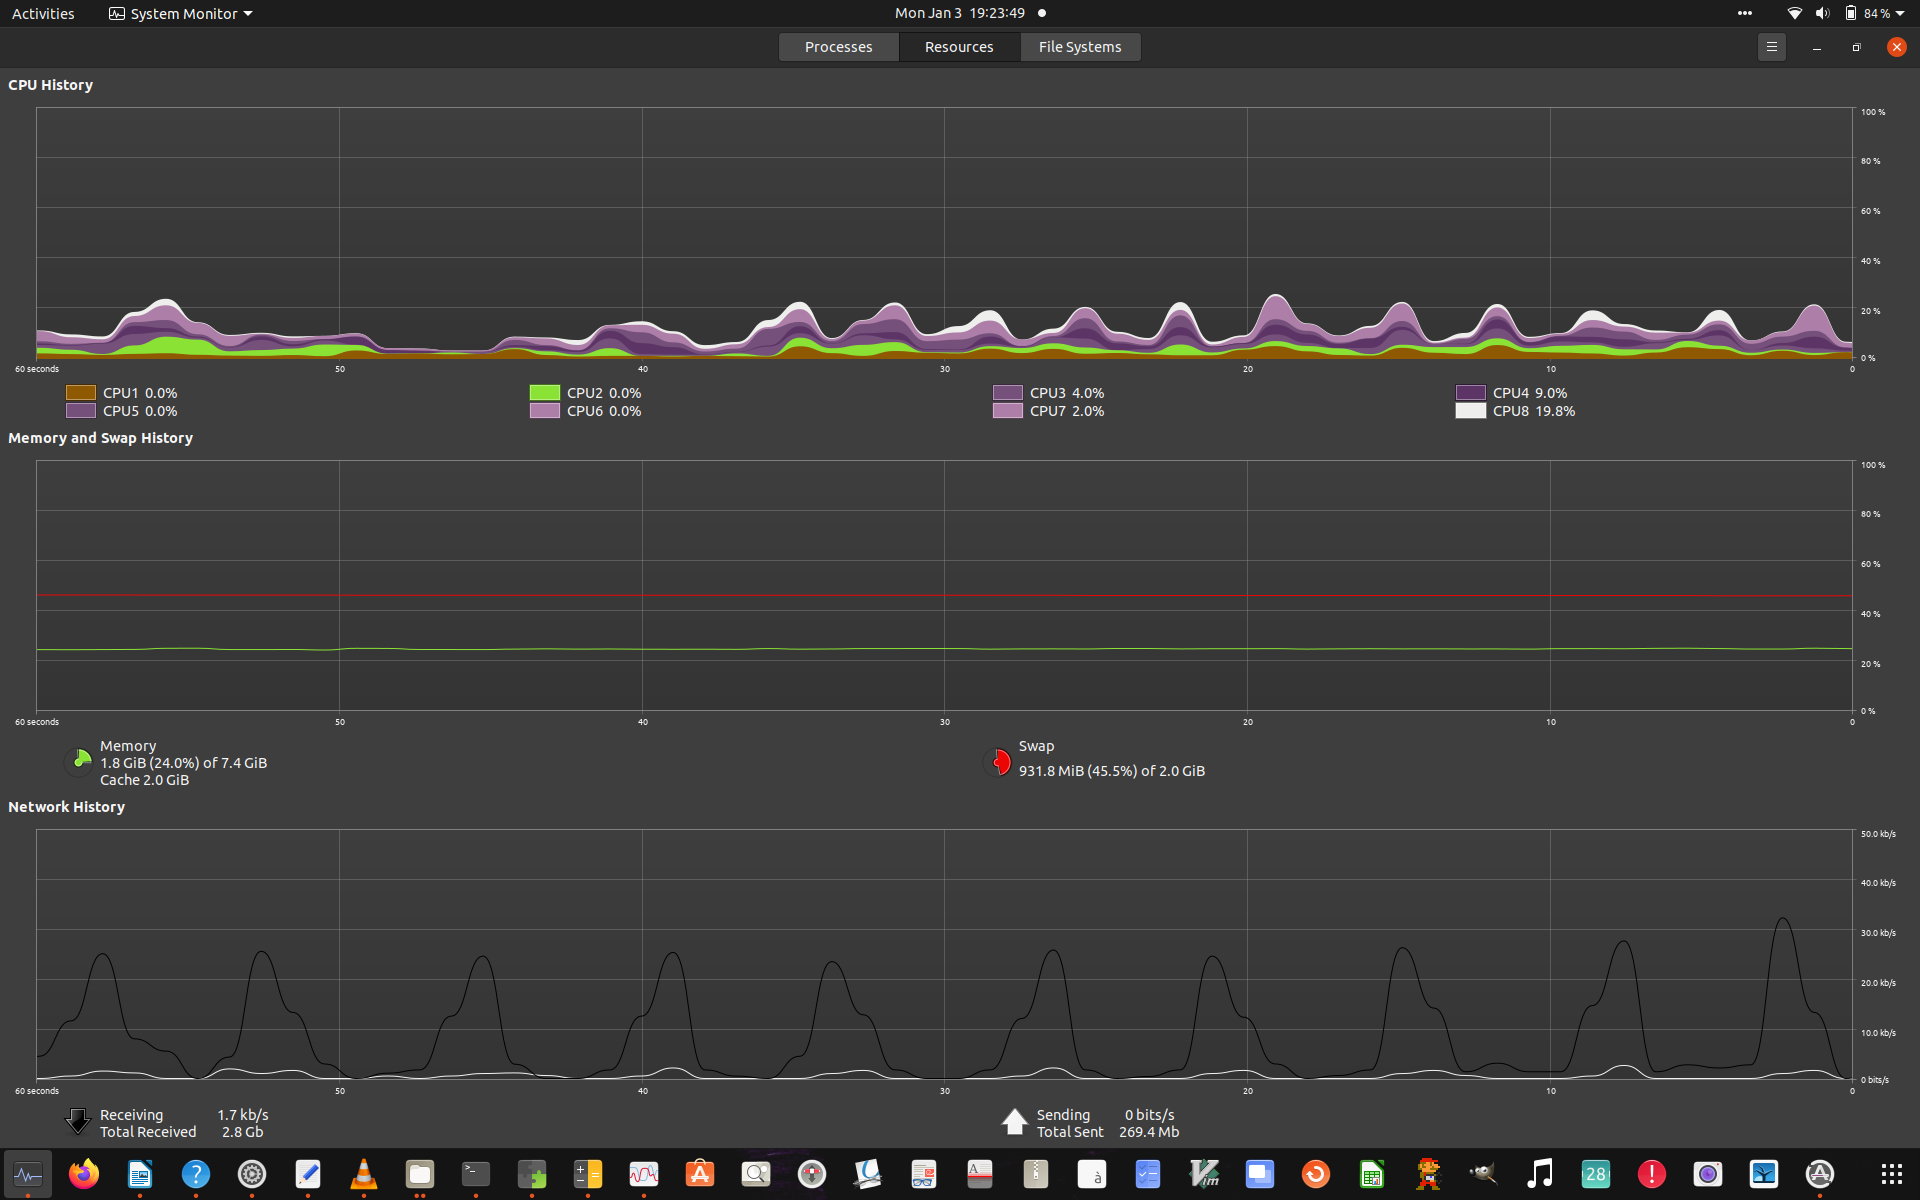 Activities System Monitor Mon Jan 3 19:23:49 84 %
Processes Resources File Systems
CPU History
100 %
80 %
60 %
40 %
20 %
0 %
60 seconds 50 40 30 20 10 0
CPU1 0.0% CPU2 0.0% CPU3 4.0% CPU4 9.0%
CPU5 0.0% CPU6 0.0% CPU7 2.0% CPU8 19.8%
Memory and Swap History
100 %
80 %
60 %
40 %
20 %
0 %
60 seconds 50 40 30 20 10 0
Memory
1.8 GiB (24.0%) of 7.4 GiB
Cache 2.0 GiB
Swap
931.8 MiB (45.5%) of 2.0 GiB
Network History
50.0 kb/s
40.0 kb/s
30.0 kb/s
20.0 kb/s
10.0 kb/s
0 bits/s
60 seconds 50 40 30 20 10 0
Receiving 1.7 kb/s
Total Received 2.8 Gb
Sending 0 bits/s
Total Sent 269.4 Mb
? >_ A à Vim 28 !